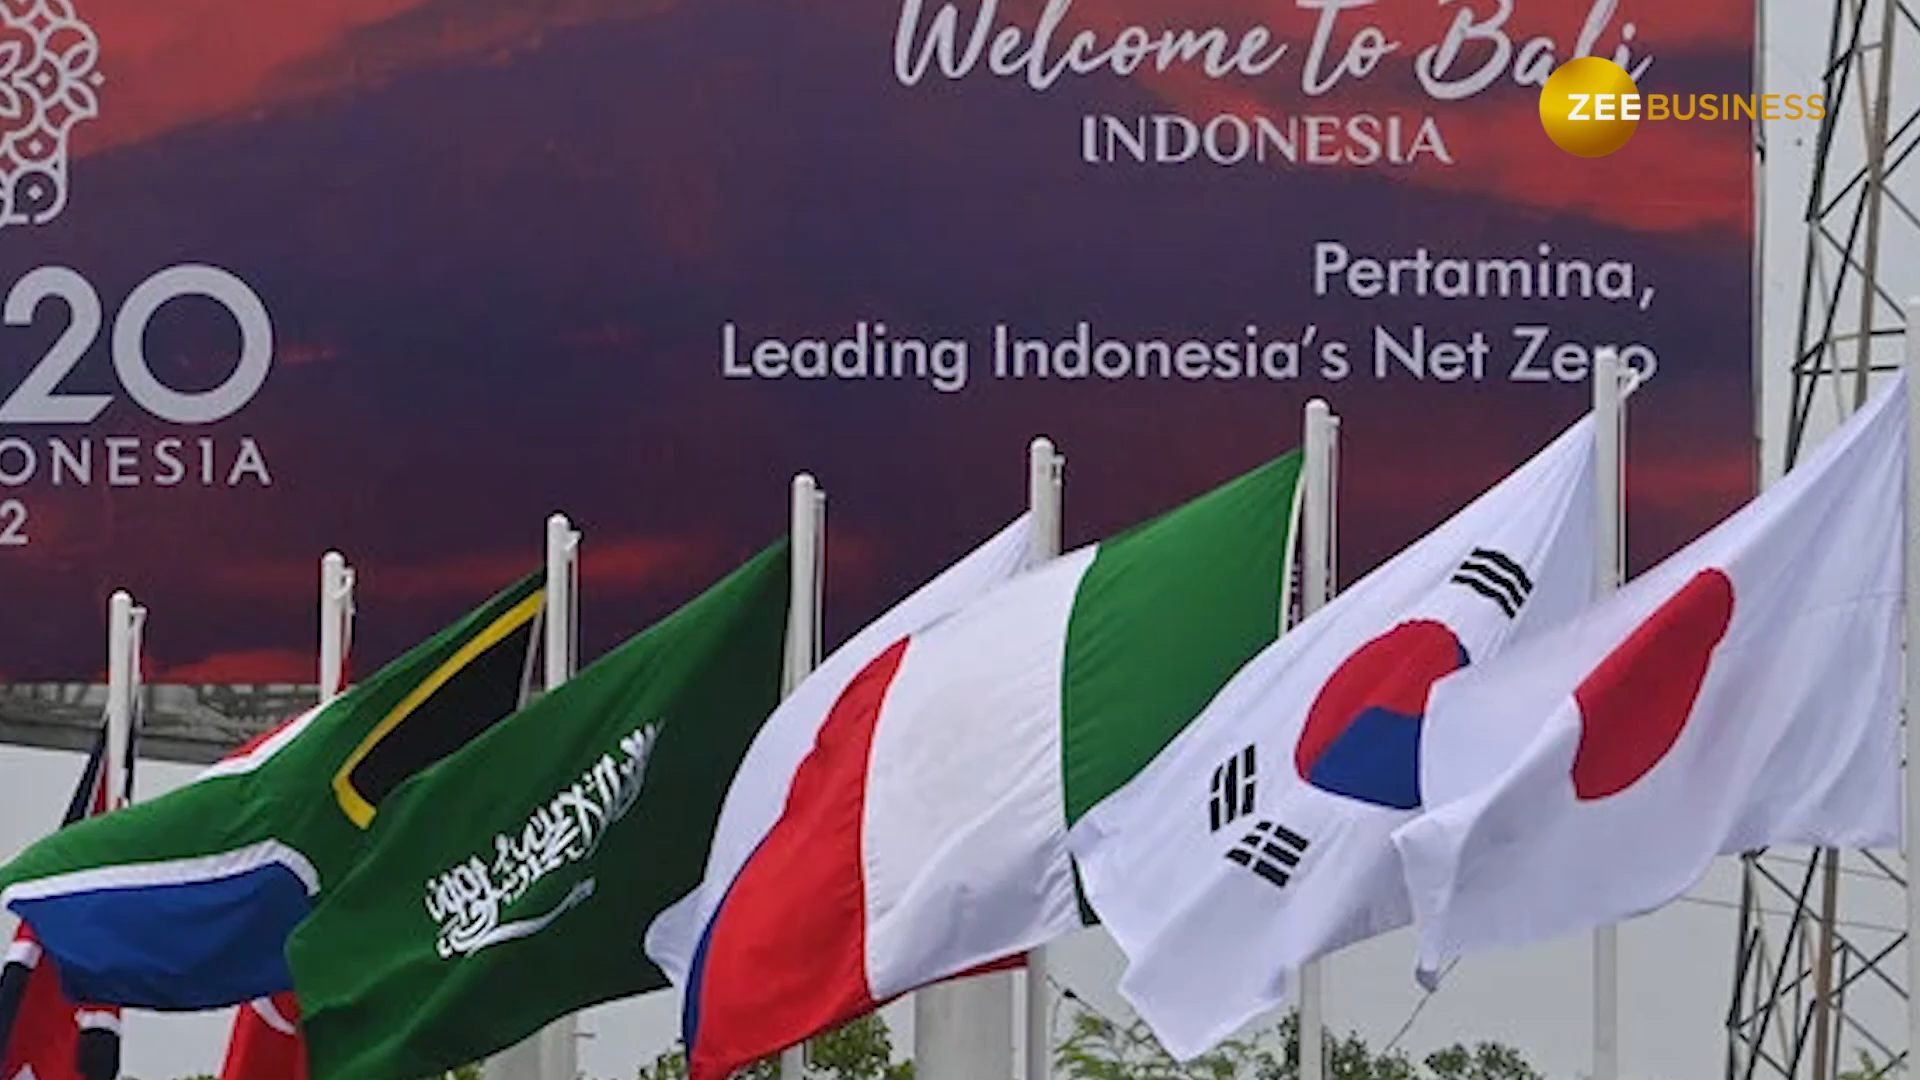 Welcome to Bali
INDONESIA
ZEEBUSINESS
Pertamina,
Leading Indonesia's Net Zero
20
ONESIA
2